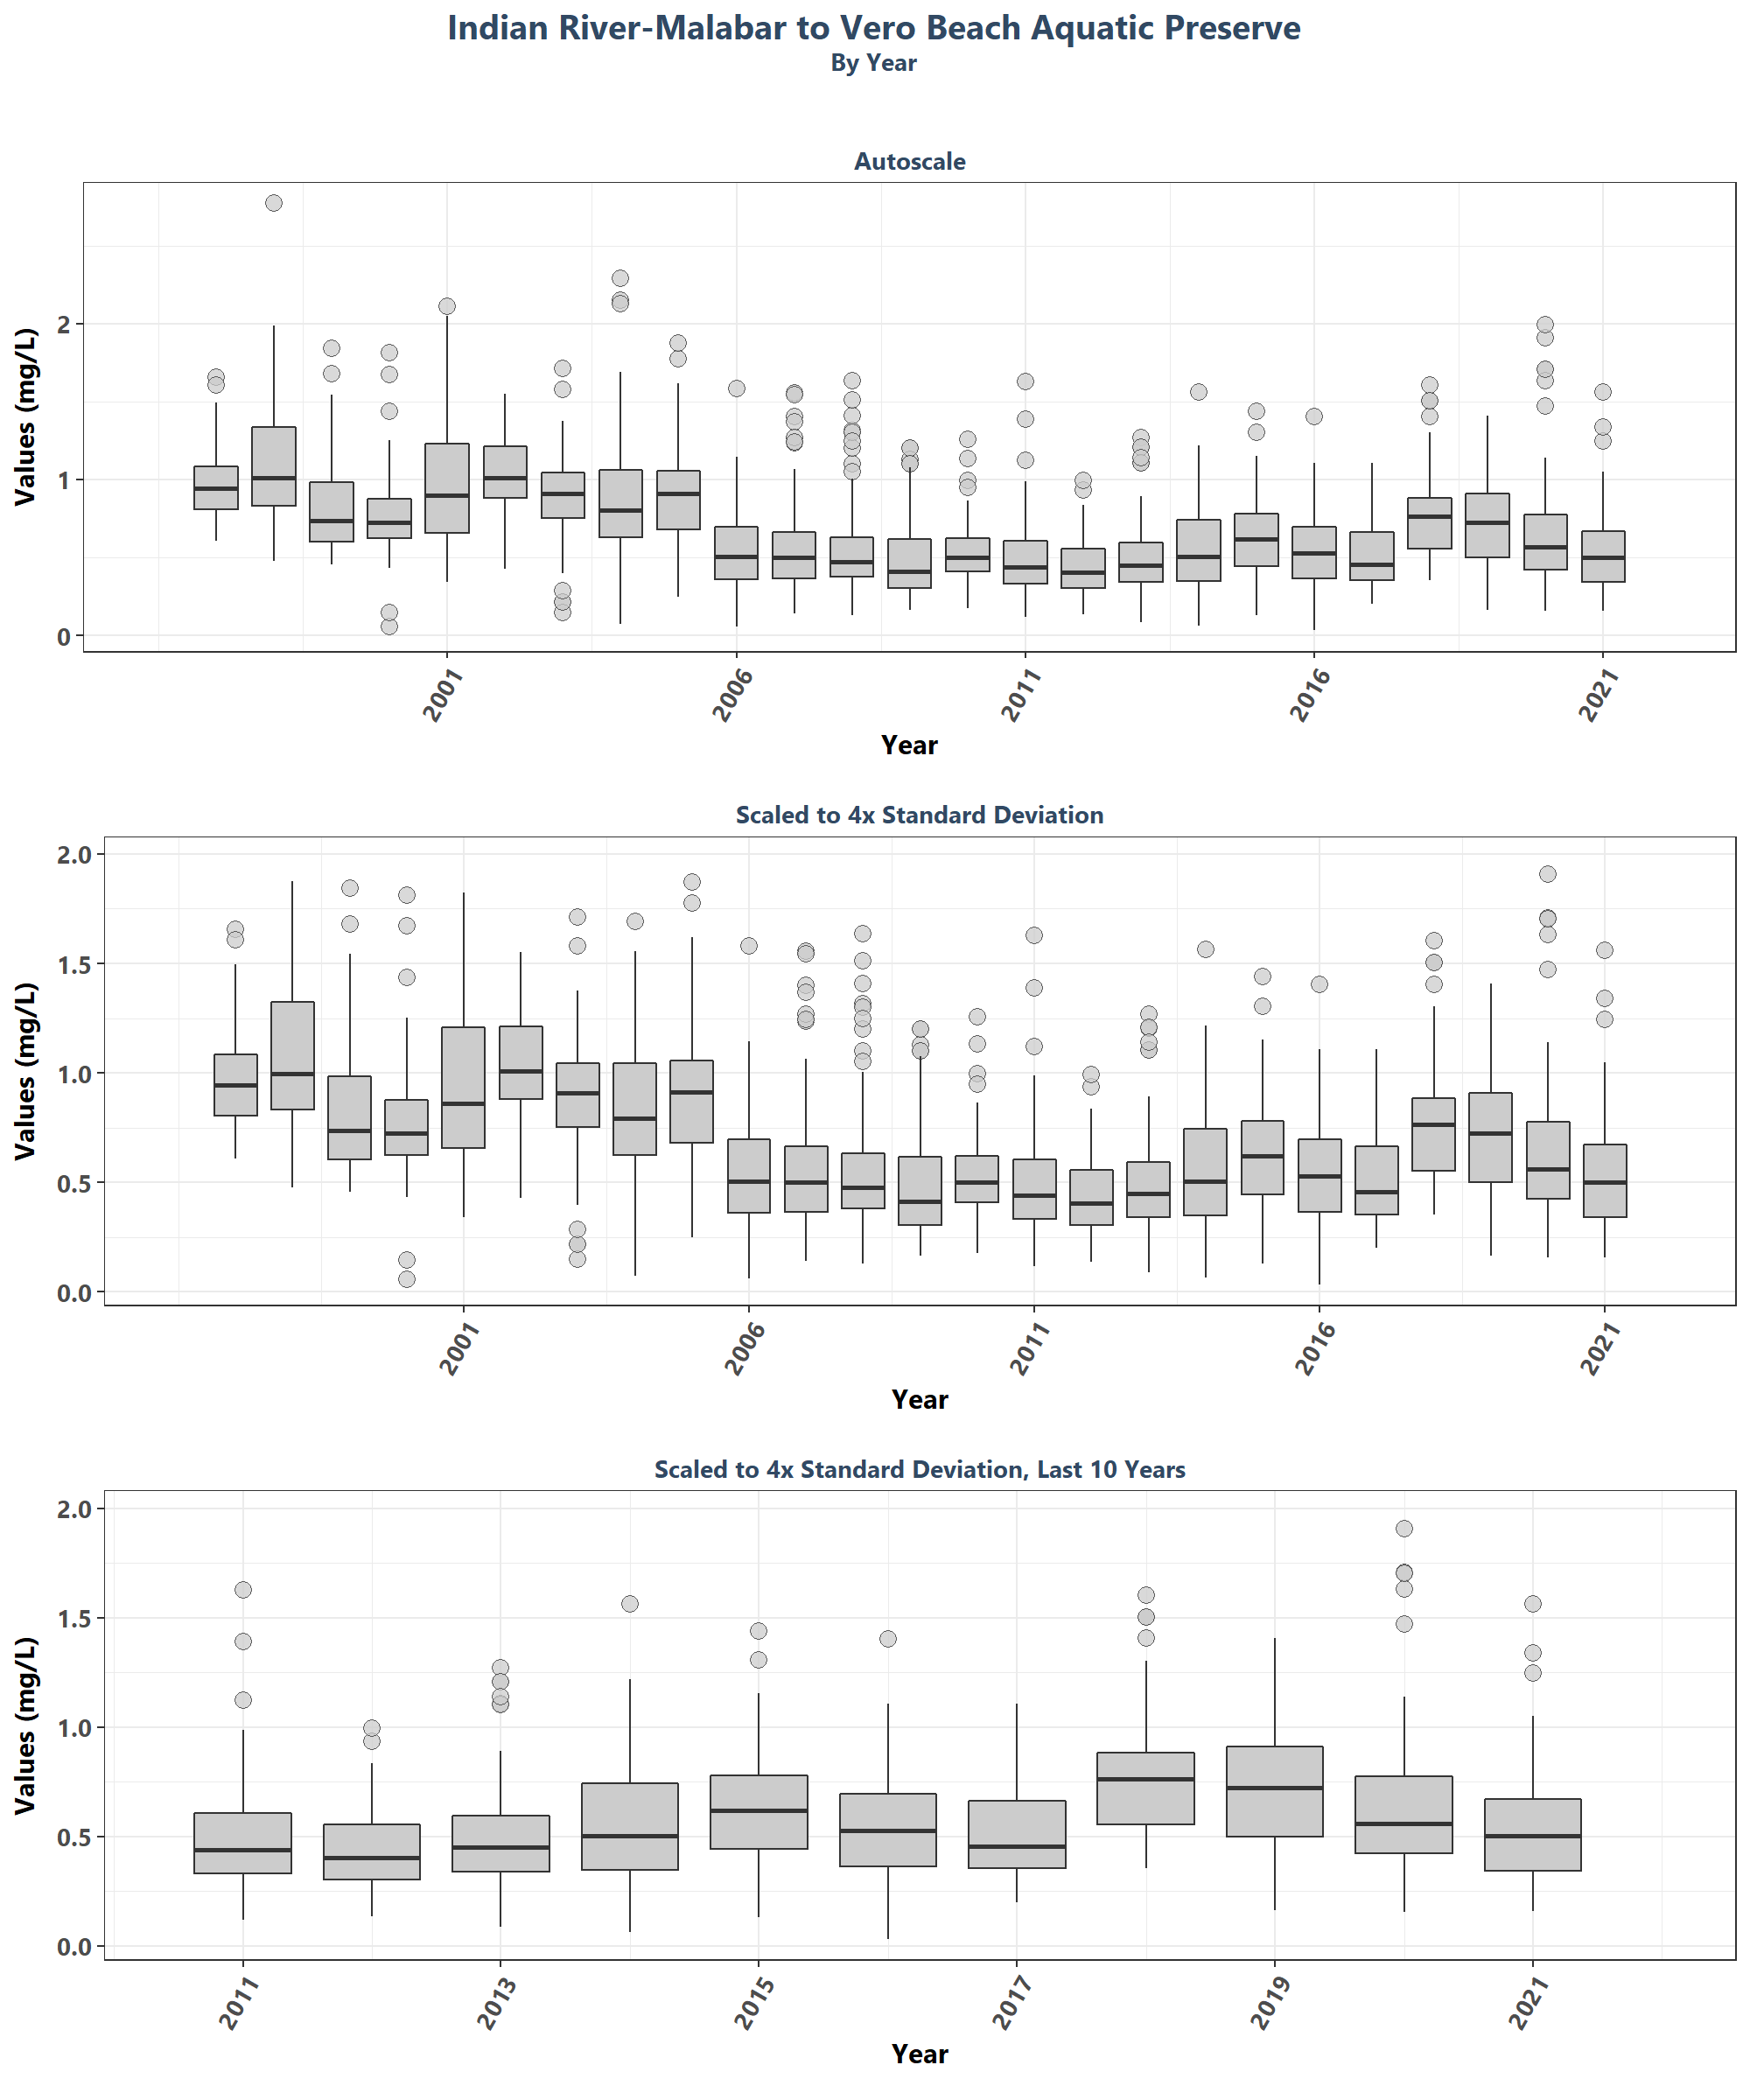 Indian River-Malabar to Vero Beach Aquatic Preserve
By Year
Autoscale
Values (mg/L)
2
1
0
2001
2006
2011
2016
2021
Year
Scaled to 4x Standard Deviation
Values (mg/L)
2.0
1.5
1.0
0.5
0.0
2001
2006
2011
2016
2021
Year
Scaled to 4x Standard Deviation, Last 10 Years
Values (mg/L)
2.0
1.5
1.0
0.5
0.0
2011
2013
2015
2017
2019
2021
Year